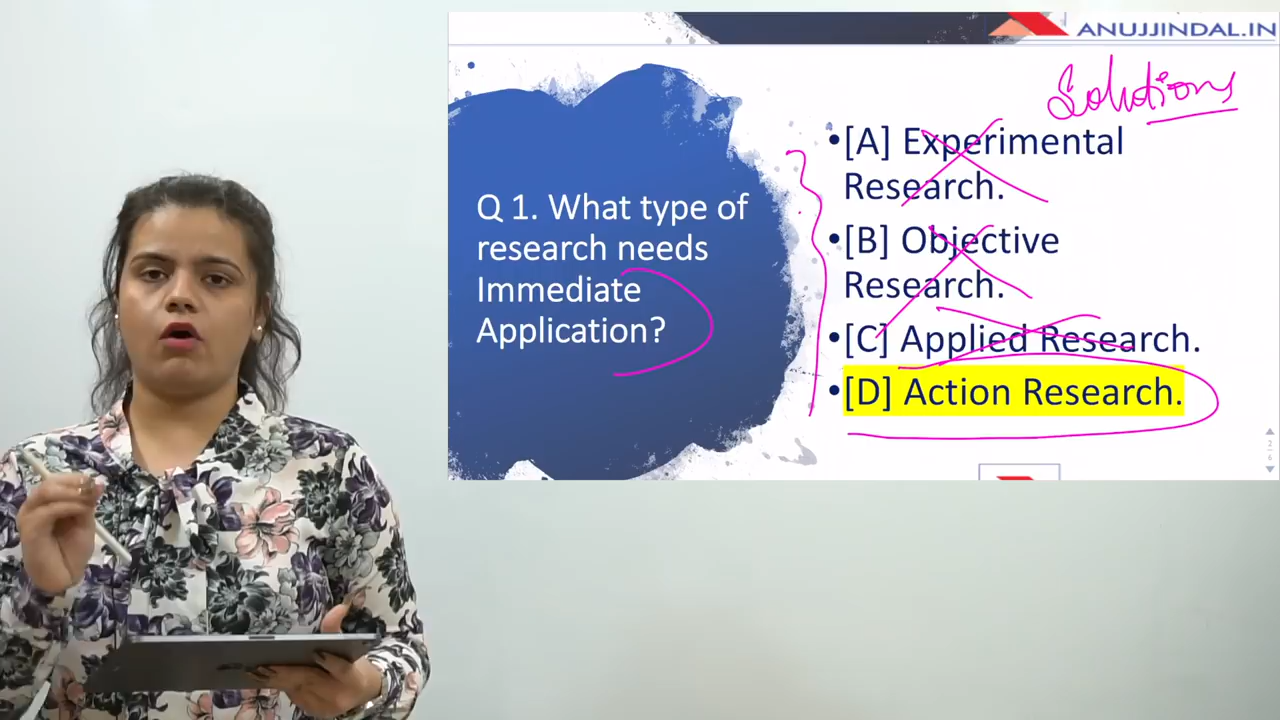 ANUJJINDAL.IN
Solutions
Q 1. What type of
research needs
Immediate
Application?
•[A] Experimental
Research.
•[B] Objective
Research.
•[C] Applied Research.
•[D] Action Research.